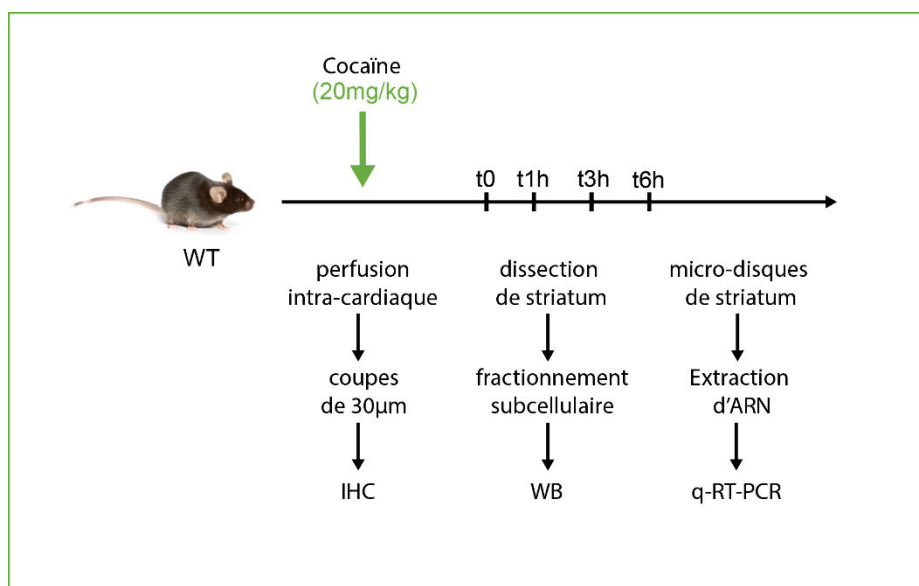 Cocaïne
(20mg/kg)
t0 t1h t3h t6h
WT
perfusion
intra-cardiaque
coupes
de 30µm
IHC
dissection
de striatum
fractionnement
subcellulaire
WB
micro-disques
de striatum
Extraction
d'ARN
q-RT-PCR